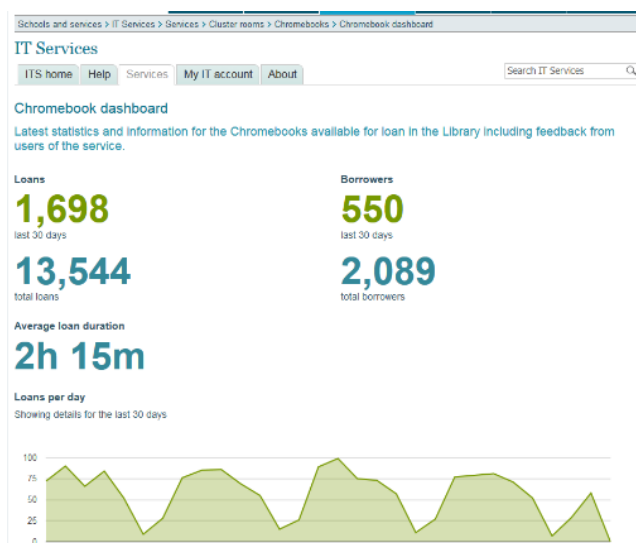 Schools and services > IT Services > Services > Cluster rooms > Chromebooks > Chromebook dashboard
IT Services
ITS home Help Services My IT account About
Search IT Services
Chromebook dashboard
Latest statistics and information for the Chromebooks available for loan in the Library including feedback from
users of the service.
Loans
1,698
last 30 days
13,544
total loans
Borrowers
550
last 30 days
2,089
total borrowers
Average loan duration
2h 15m
Loans per day
Showing details for the last 30 days
100
75
50
25
0